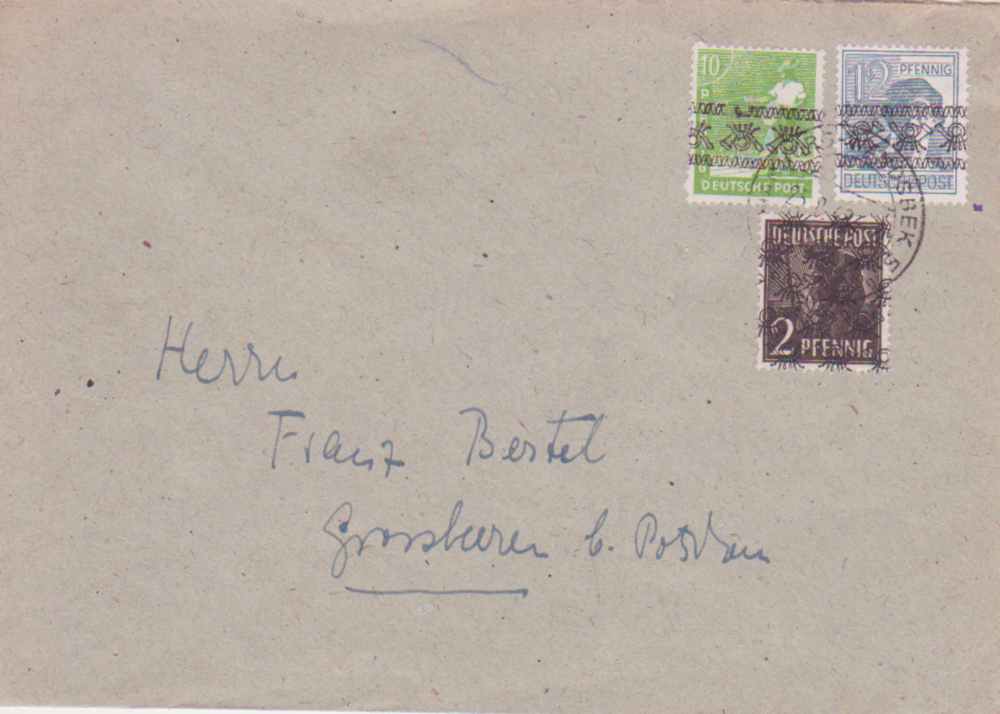 10
DEUTSCHE POST
12 PFENNIG
DEUTSCHE POST
DEUTSCHE POST
2 PFENNIG
Herrn
Franz Bertel
Grossbeeren b. Potsdam